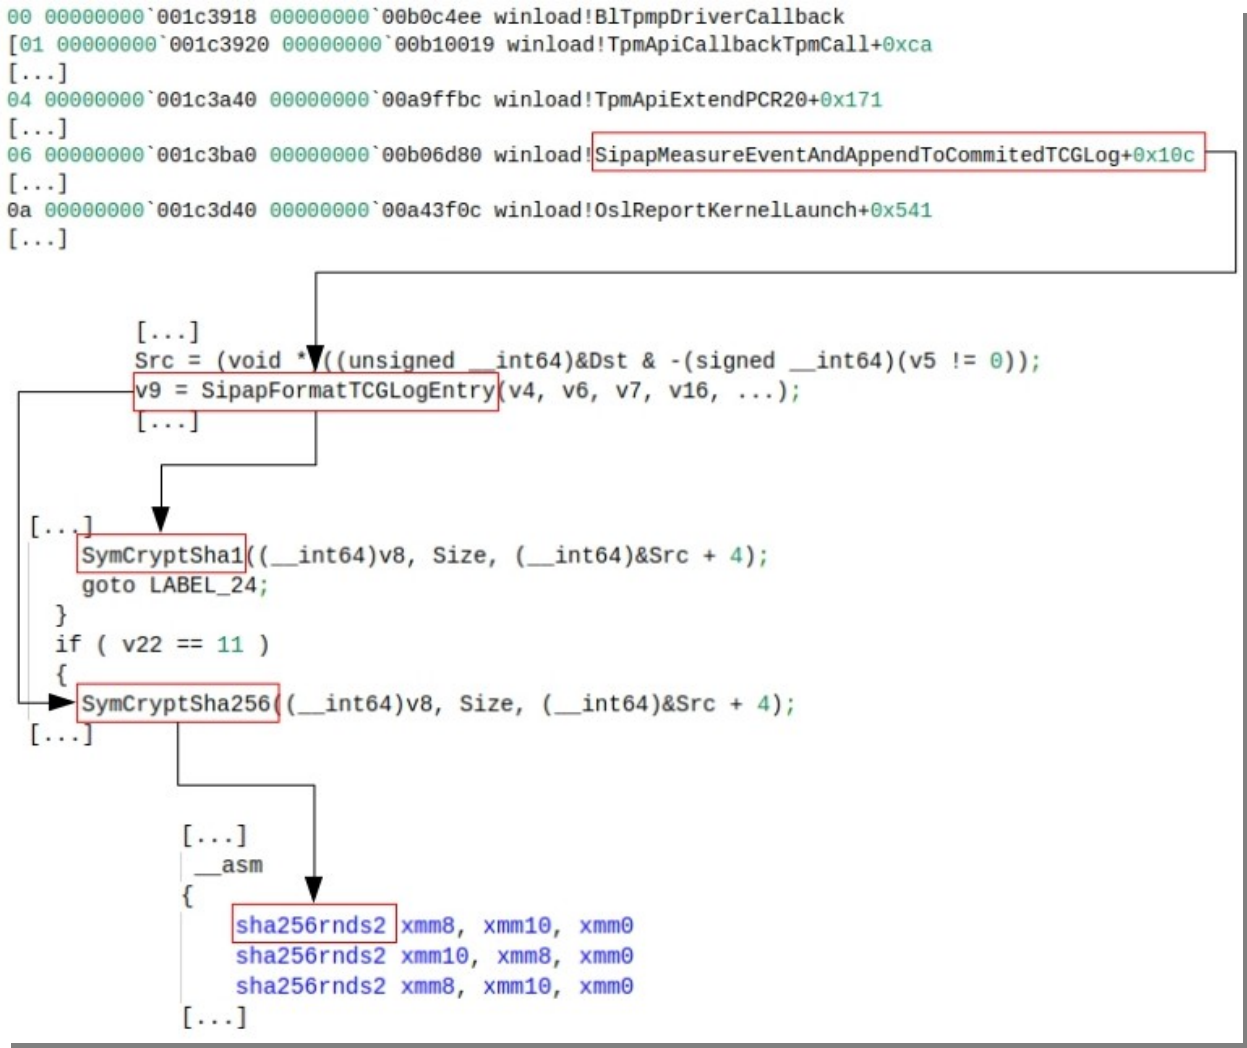 00 00000000`001c3918 00000000`00b0c4ee winload!BlTpmpDriverCallback
[01 00000000`001c3920 00000000`00b10019 winload!TpmApiCallbackTpmCall+0xca
[...]
04 00000000`001c3a40 00000000`00a9ffbc winload!TpmApiExtendPCR20+0x171
[...]
06 00000000`001c3ba0 00000000`00b06d80 winload!SipapMeasureEventAndAppendToCommitedTCGLog+0x10c
[...]
0a 00000000`001c3d40 00000000`00a43f0c winload!OslReportKernelLaunch+0x541
[...]
[...]
Src = (void *)((unsigned __int64)&Dst & -(signed __int64)(v5 != 0));
v9 = SipapFormatTCGLogEntry(v4, v6, v7, v16, ...);
[...]
[...]
SymCryptSha1((__int64)v8, Size, (__int64)&Src + 4);
goto LABEL_24;
}
if ( v22 == 11 )
{
SymCryptSha256((__int64)v8, Size, (__int64)&Src + 4);
[...]
[...]
__asm
{
sha256rnds2 xmm8, xmm10, xmm0
sha256rnds2 xmm10, xmm8, xmm0
sha256rnds2 xmm8, xmm10, xmm0
[...]